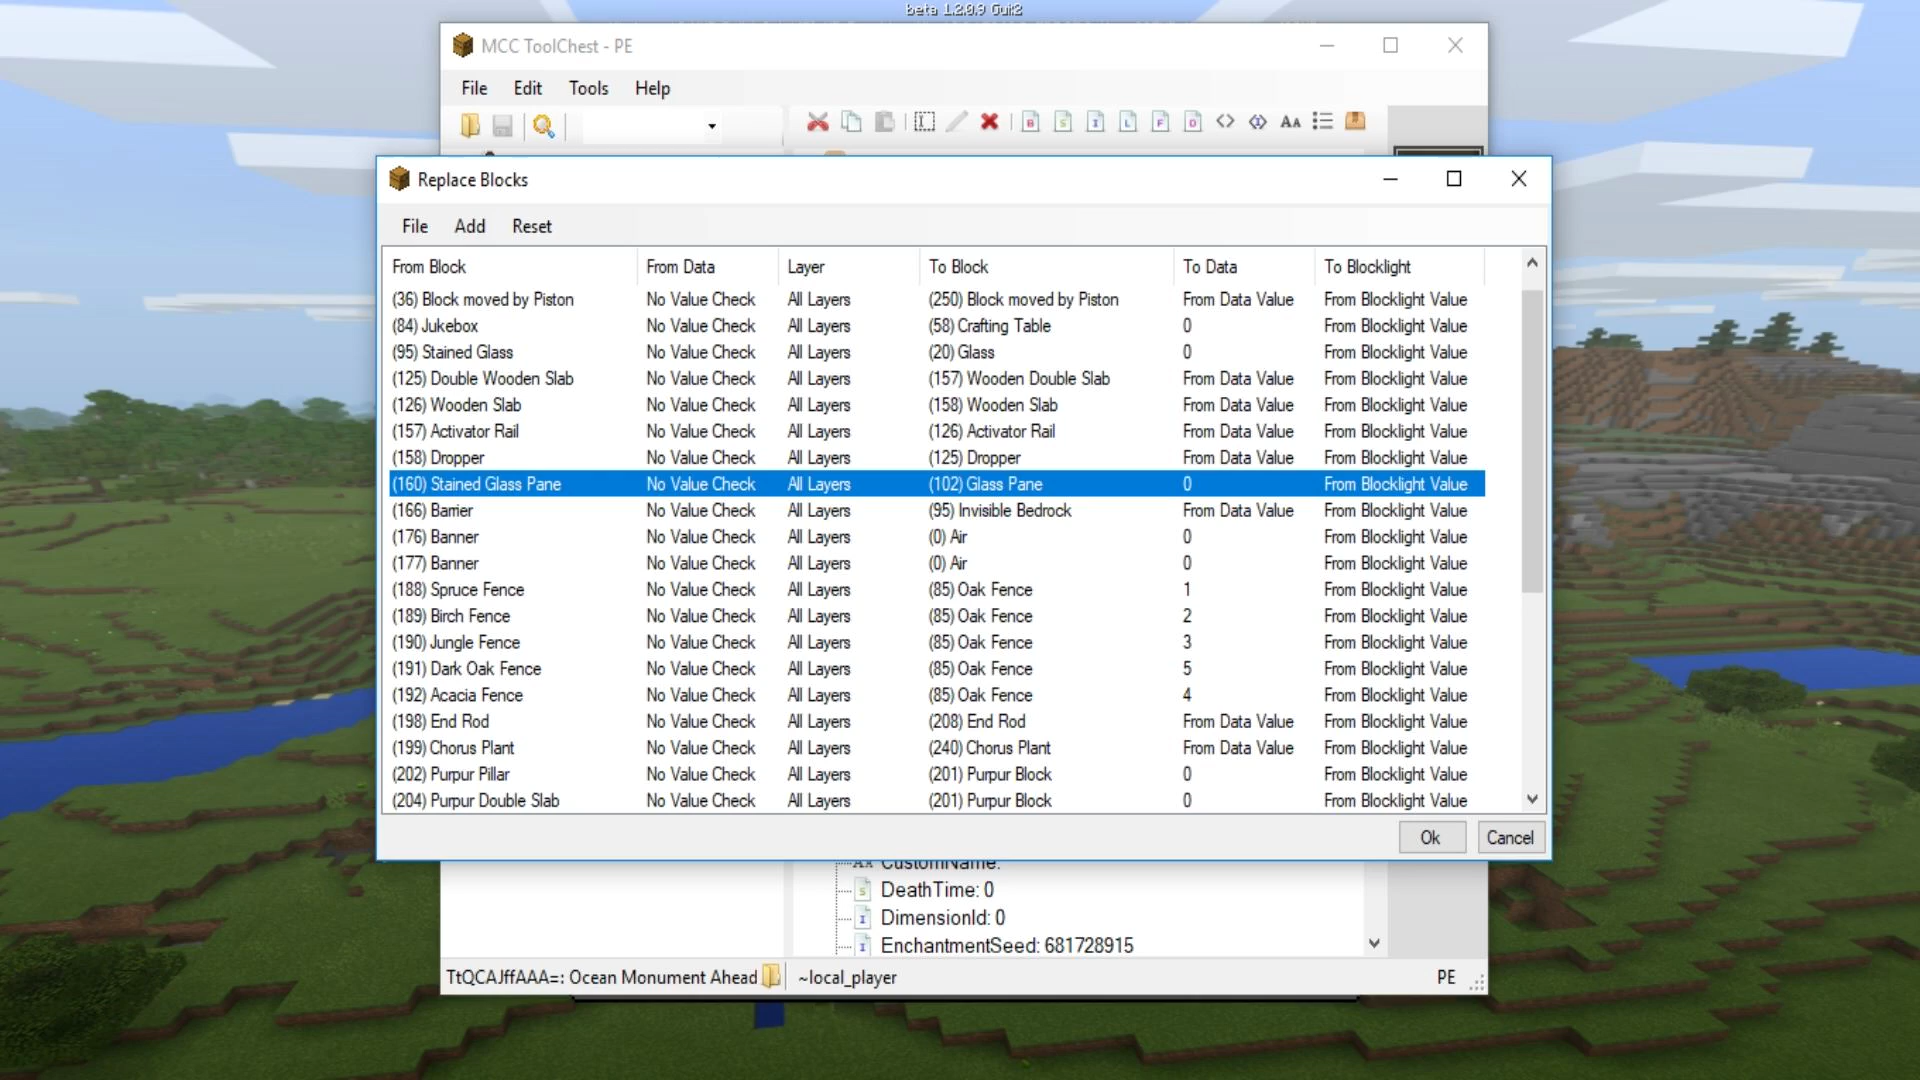 beta 1.2.0.9 Gui:2
MCC ToolChest - PE
File Edit Tools Help
Replace Blocks
File Add Reset
From Block From Data Layer To Block To Data To Blocklight
(36) Block moved by Piston No Value Check All Layers (250) Block moved by Piston From Data Value From Blocklight Value
(84) Jukebox No Value Check All Layers (58) Crafting Table 0 From Blocklight Value
(95) Stained Glass No Value Check All Layers (20) Glass 0 From Blocklight Value
(125) Double Wooden Slab No Value Check All Layers (157) Wooden Double Slab From Data Value From Blocklight Value
(126) Wooden Slab No Value Check All Layers (158) Wooden Slab From Data Value From Blocklight Value
(157) Activator Rail No Value Check All Layers (126) Activator Rail From Data Value From Blocklight Value
(158) Dropper No Value Check All Layers (125) Dropper From Data Value From Blocklight Value
(160) Stained Glass Pane No Value Check All Layers (102) Glass Pane 0 From Blocklight Value
(166) Barrier No Value Check All Layers (95) Invisible Bedrock From Data Value From Blocklight Value
(176) Banner No Value Check All Layers (0) Air 0 From Blocklight Value
(177) Banner No Value Check All Layers (0) Air 0 From Blocklight Value
(188) Spruce Fence No Value Check All Layers (85) Oak Fence 1 From Blocklight Value
(189) Birch Fence No Value Check All Layers (85) Oak Fence 2 From Blocklight Value
(190) Jungle Fence No Value Check All Layers (85) Oak Fence 3 From Blocklight Value
(191) Dark Oak Fence No Value Check All Layers (85) Oak Fence 5 From Blocklight Value
(192) Acacia Fence No Value Check All Layers (85) Oak Fence 4 From Blocklight Value
(198) End Rod No Value Check All Layers (208) End Rod From Data Value From Blocklight Value
(199) Chorus Plant No Value Check All Layers (240) Chorus Plant From Data Value From Blocklight Value
(202) Purpur Pillar No Value Check All Layers (201) Purpur Block 0 From Blocklight Value
(204) Purpur Double Slab No Value Check All Layers (201) Purpur Block 0 From Blocklight Value
Ok Cancel
CustomName:
DeathTime: 0
DimensionId: 0
EnchantmentSeed: 681728915
TtQCAJffAAA=: Ocean Monument Ahead ~local_player PE